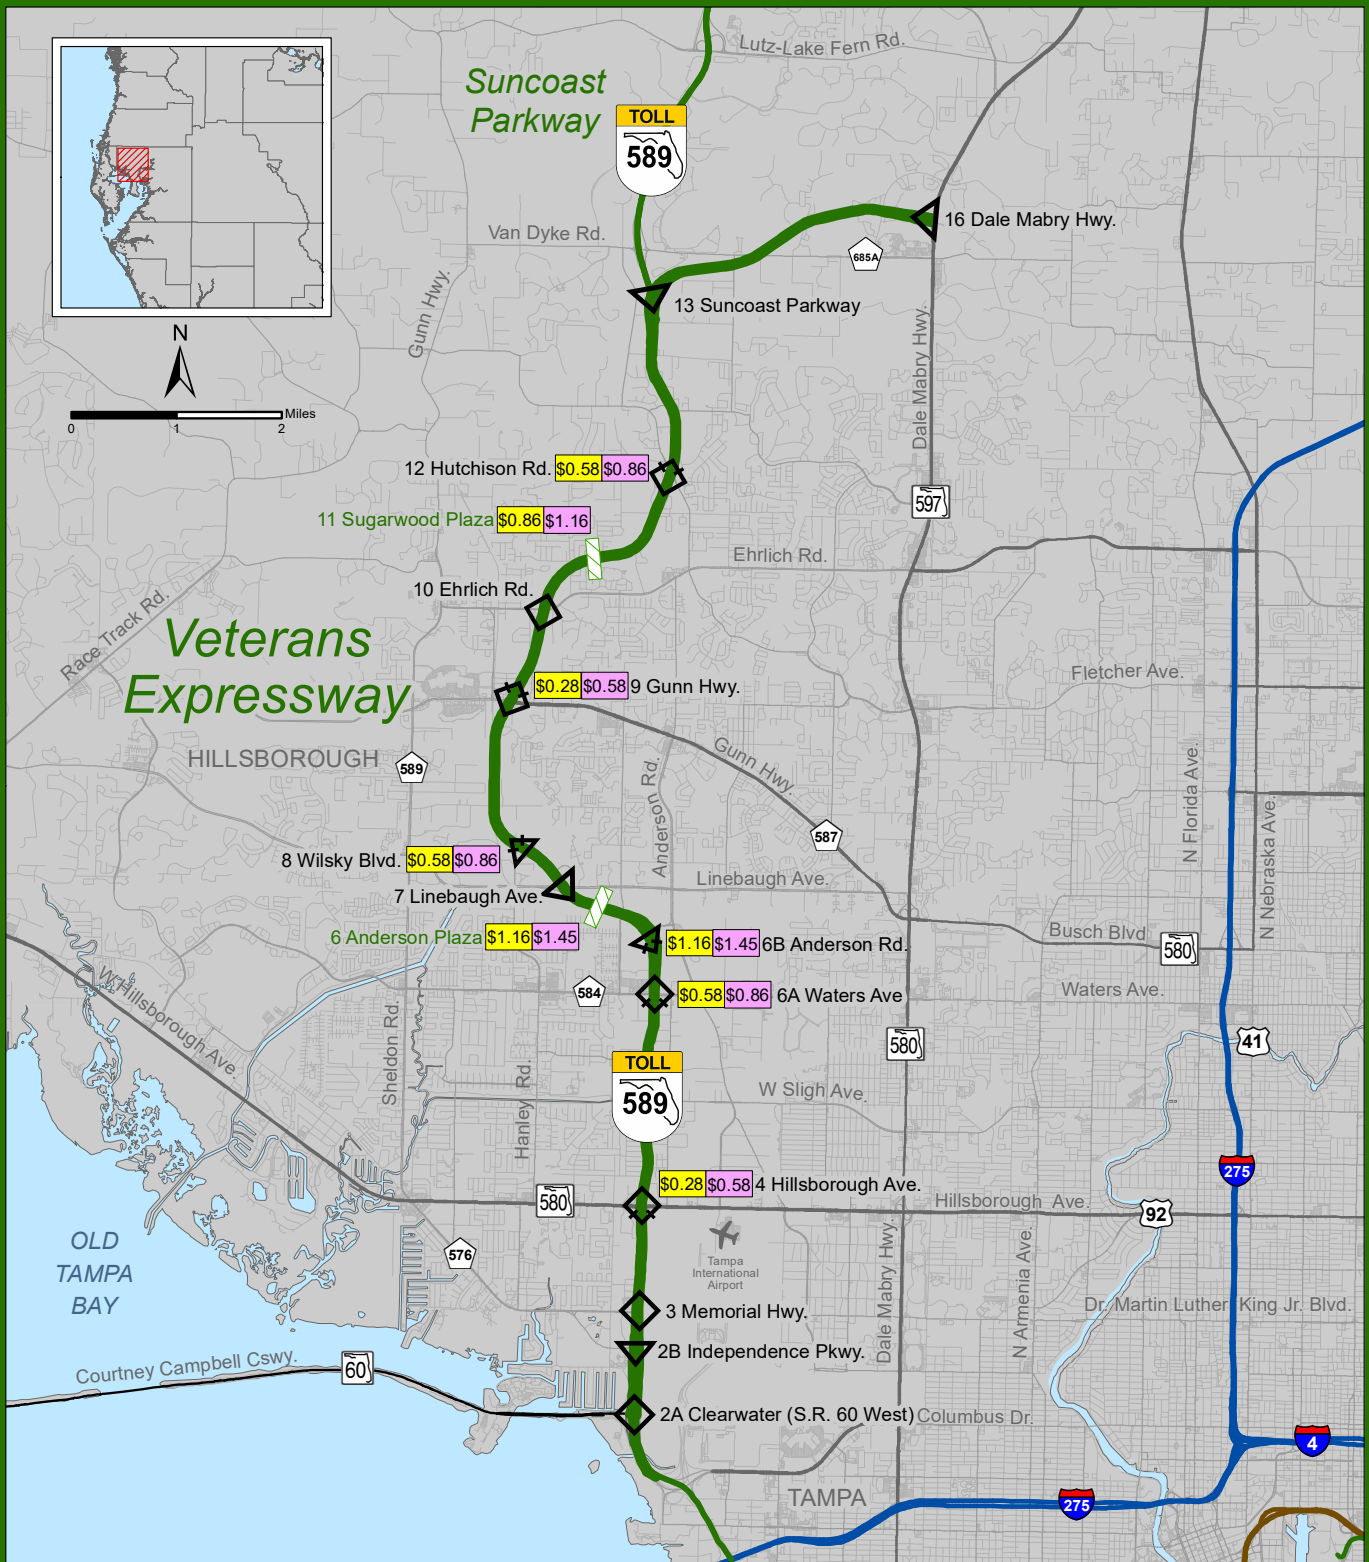 Lutz-Lake Fern Rd.
Suncoast
Parkway
TOLL
589
16 Dale Mabry Hwy.
Van Dyke Rd.
685A
13 Suncoast Parkway
Gunn Hwy.
N
Miles
0 1 2
Dale Mabry Hwy.
12 Hutchison Rd. $0.58 $0.86
597
11 Sugarwood Plaza $0.86 $1.16
Ehrlich Rd.
10 Ehrlich Rd.
Race Track Rd.
Veterans
Expressway
$0.28 $0.58 9 Gunn Hwy.
Fletcher Ave.
HILLSBOROUGH
589
Gunn Hwy.
Anderson Rd.
N Florida Ave.
N Nebraska Ave.
587
8 Wilsky Blvd. $0.58 $0.86
Linebaugh Ave.
7 Linebaugh Ave.
6 Anderson Plaza $1.16 $1.45
$1.16 $1.45 6B Anderson Rd.
Busch Blvd
580
W. Hillsborough Ave.
584
$0.58 $0.86 6A Waters Ave
Waters Ave.
Sheldon Rd.
580
41
TOLL
589
W Sligh Ave.
Hanley Rd.
275
$0.28 $0.58 4 Hillsborough Ave.
580
Hillsborough Ave.
92
OLD
TAMPA
BAY
576
Tampa
International
Airport
Dale Mabry Hwy.
N Armenia Ave.
3 Memorial Hwy.
Dr. Martin Luther King Jr. Blvd.
2B Independence Pkwy.
Courtney Campbell Cswy.
60
2A Clearwater (S.R. 60 West)
Columbus Dr.
4
TAMPA
275